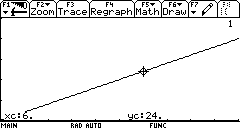 F1 F2 Zoom F3 Trace F4 Regraph F5 Math F6 Draw F7
1
xc:6. yc:24.
MAIN RAD AUTO FUNC